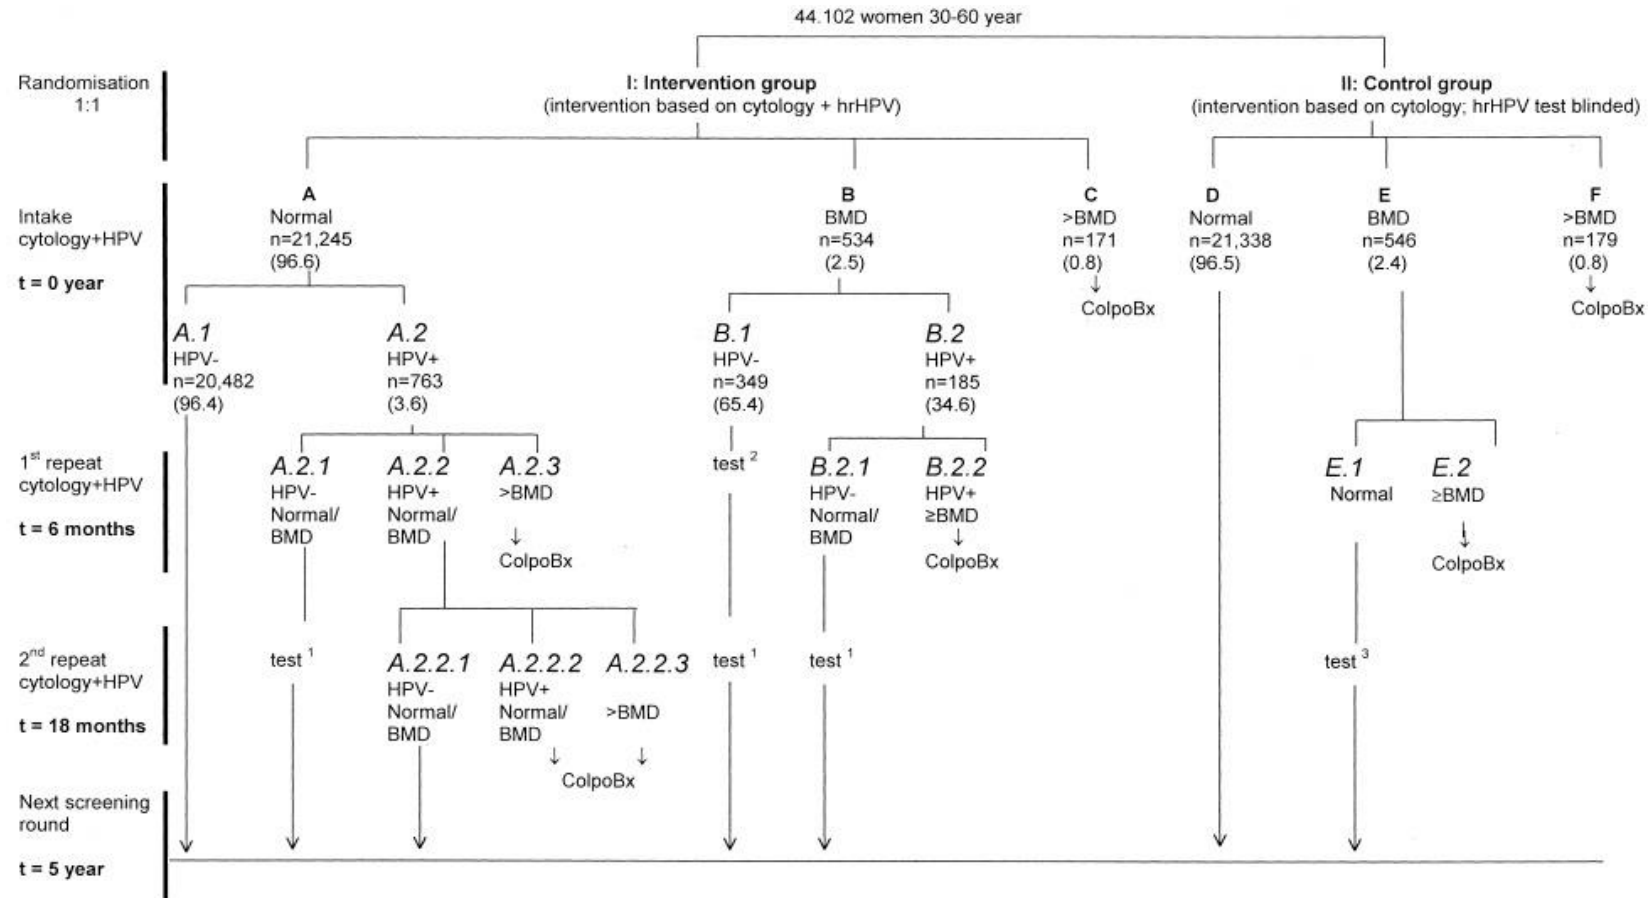 44.102 women 30-60 year
Randomisation
1:1
I: Intervention group
(intervention based on cytology + hrHPV)
II: Control group
(intervention based on cytology; hrHPV test blinded)
Intake
cytology+HPV
t = 0 year
A
Normal
n=21,245
(96.6)
B
BMD
n=534
(2.5)
C
>BMD
n=171
(0.8)
↓
ColpoBx
D
Normal
n=21,338
(96.5)
E
BMD
n=546
(2.4)
F
>BMD
n=179
(0.8)
↓
ColpoBx
A.1
HPV-
n=20,482
(96.4)
A.2
HPV+
n=763
(3.6)
B.1
HPV-
n=349
(65.4)
B.2
HPV+
n=185
(34.6)
1st repeat
cytology+HPV
t = 6 months
A.2.1
HPV-
Normal/
BMD
A.2.2
HPV+
Normal/
BMD
A.2.3
>BMD
↓
ColpoBx
test 2
B.2.1
HPV-
Normal/
BMD
B.2.2
HPV+
≥BMD
↓
ColpoBx
E.1
Normal
E.2
≥BMD
↓
ColpoBx
2nd repeat
cytology+HPV
t = 18 months
test 1
A.2.2.1
HPV-
Normal/
BMD
A.2.2.2
HPV+
Normal/
BMD
A.2.2.3
>BMD
↓ ↓
ColpoBx
test 1
test 1
test 3
Next screening
round
t = 5 year